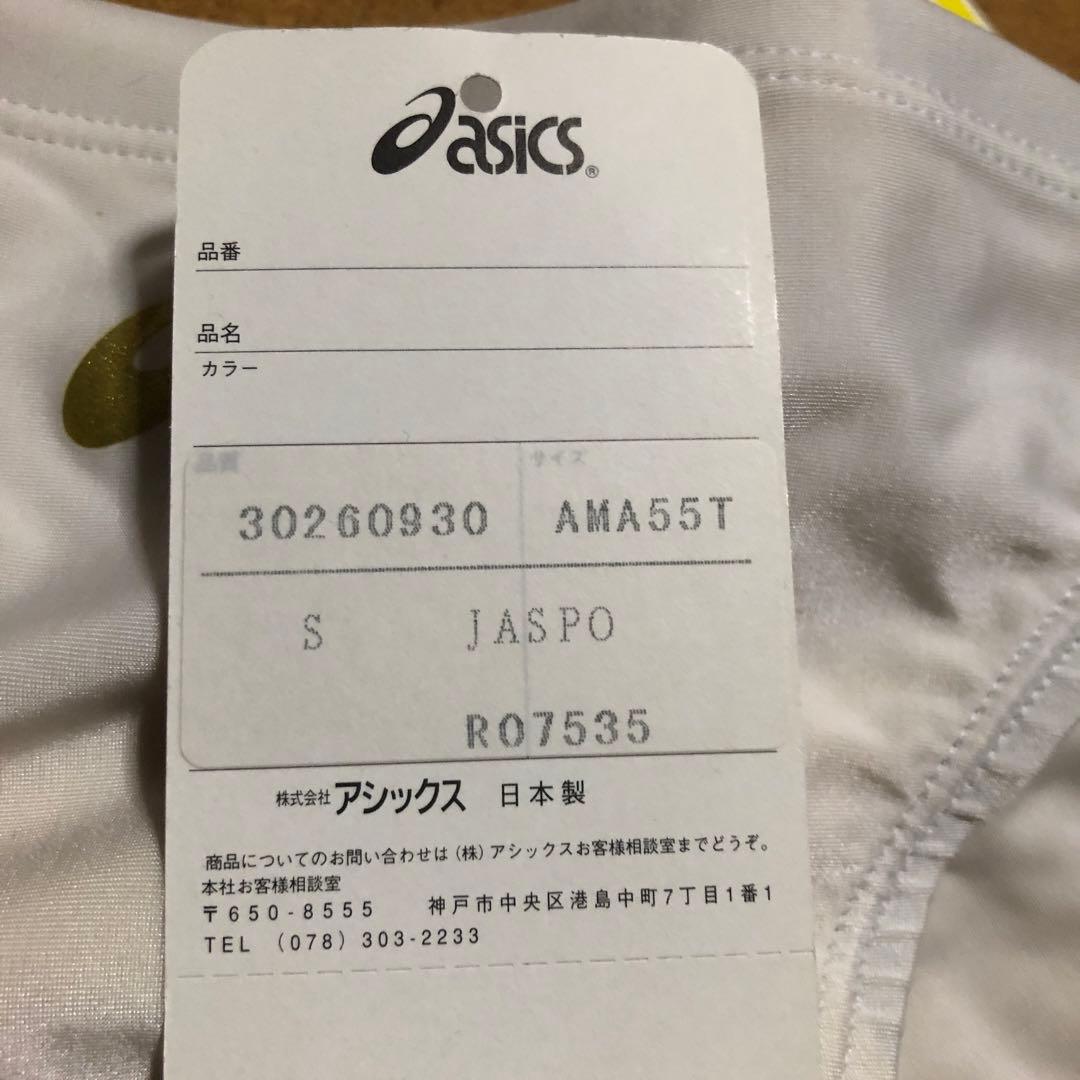 asics®
品番
品名
カラー
サイズ
30260930 AMA55T
S JASPO
R07535
株式会社 アシックス 日本製
商品についてのお問い合わせは(株)アシックスお客様相談室までどうぞ。
本社お客様相談室
〒650-8555 神戸市中央区港島中町7丁目1番1
TEL (078) 303-2233